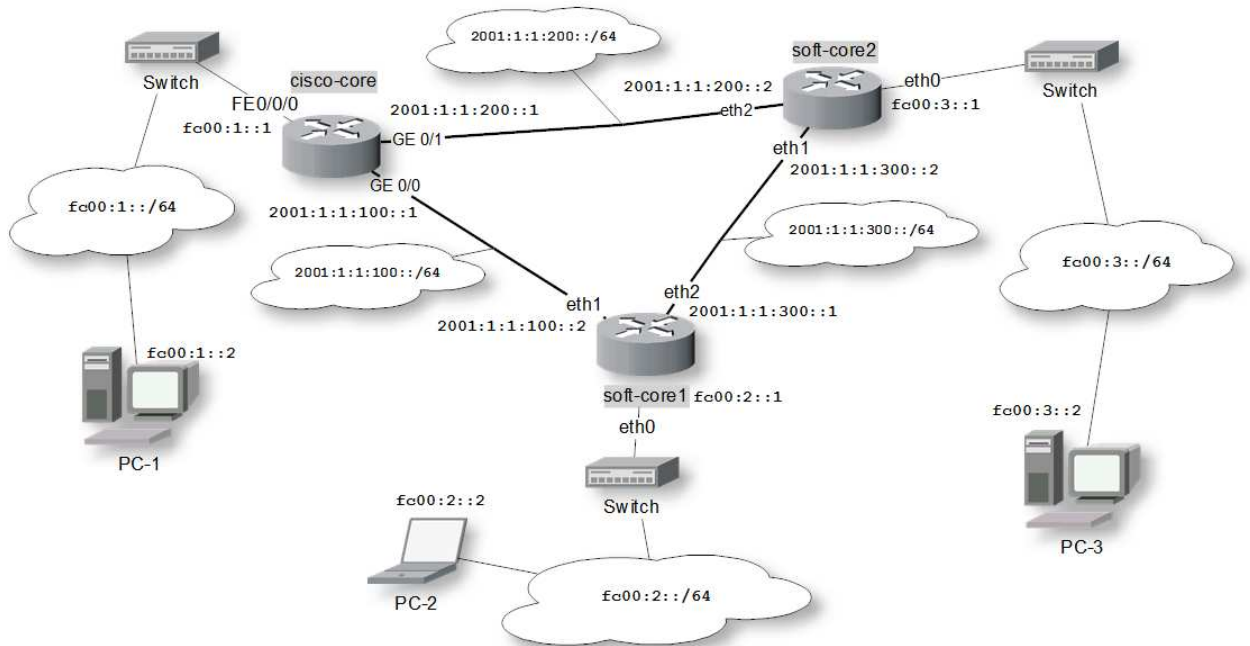 2001:1:1:200::/64
soft-core2
Switch
cisco-core
eth0
Switch
FE0/0/0
fc00:1::1
2001:1:1:200::1
2001:1:1:200::2
eth2
fc00:3::1
GE 0/1
eth1
2001:1:1:300::2
GE 0/0
fc00:1::/64
2001:1:1:100::1
2001:1:1:300::/64
fc00:3::/64
2001:1:1:100::/64
eth1
eth2
2001:1:1:100::2
2001:1:1:300::1
fc00:1::2
soft-core1
fc00:2::1
fc00:3::2
eth0
PC-1
fc00:2::2
Switch
PC-3
PC-2
fc00:2::/64